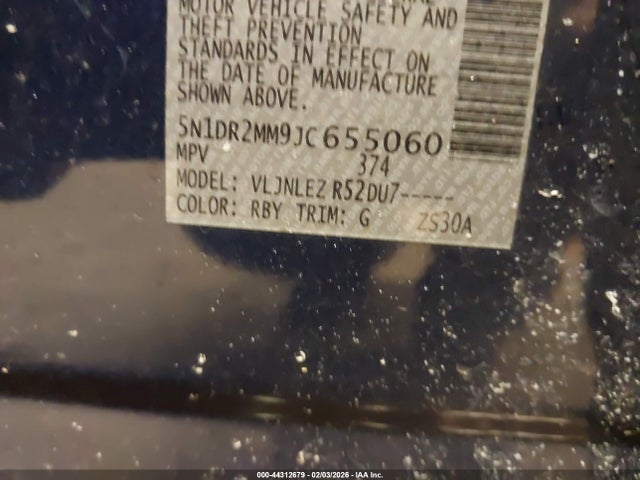 MOTOR VEHICLE SAFETY AND
THEFT PREVENTION
STANDARDS IN EFFECT ON
THE DATE OF MANUFACTURE
SHOWN ABOVE.
5N1DR2MM9JC655060
MPV 374
MODEL: VLJNLEZ R52DU7-----
COLOR: RBY TRIM: G ZS30A
000-44312679 - 02/03/2026 - IAA Inc.